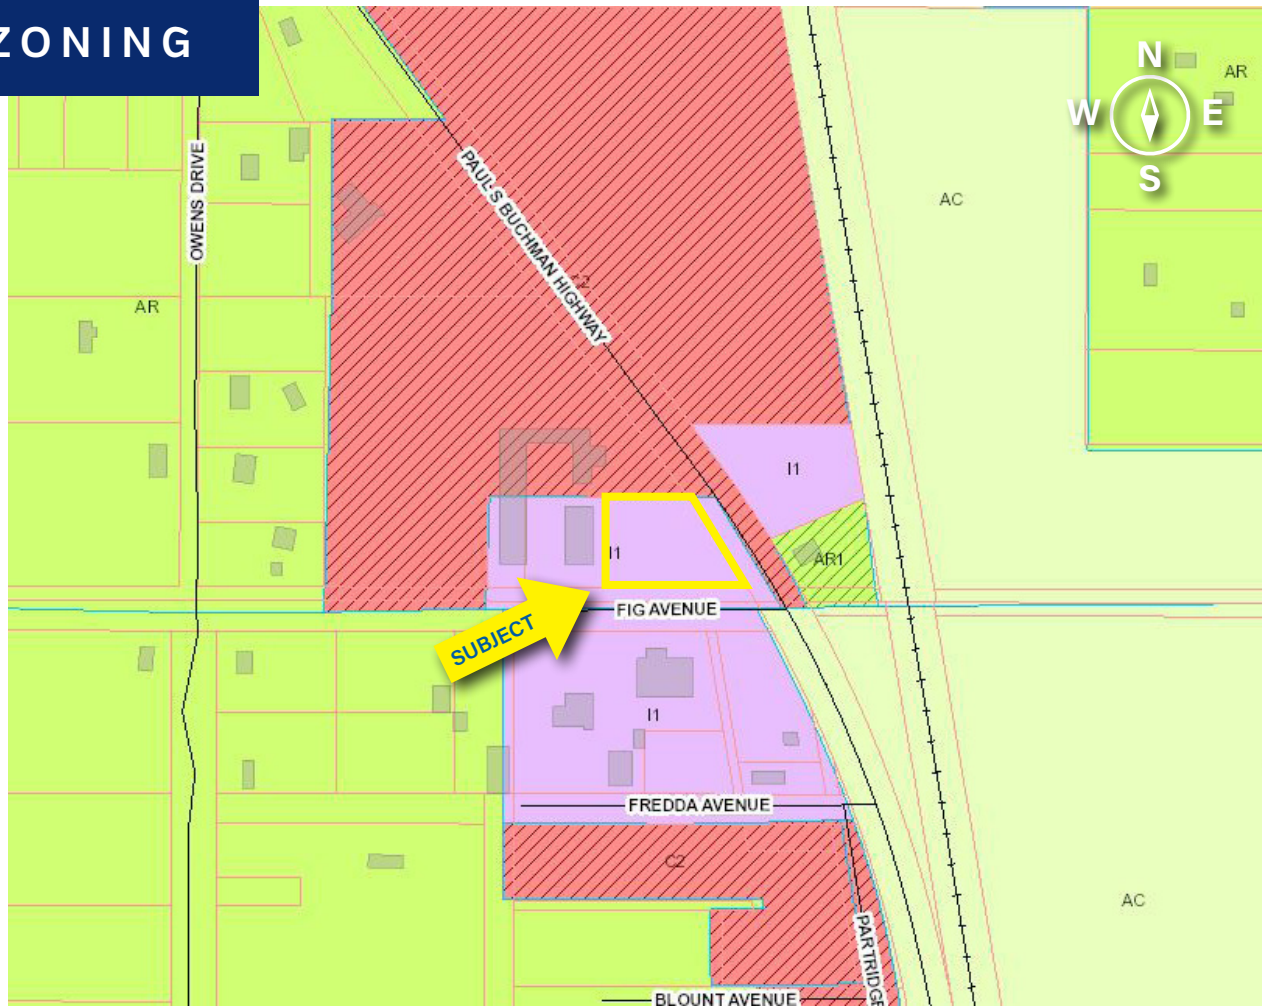 ZONING
N
W E
S
AR
AC
OWENS DRIVE
PAUL S BUCHMAN HIGHWAY
AR
I1
I1
AR1
SUBJECT
FIG AVENUE
I1
FREDDA AVENUE
C2
AC
BLOUNT AVENUE